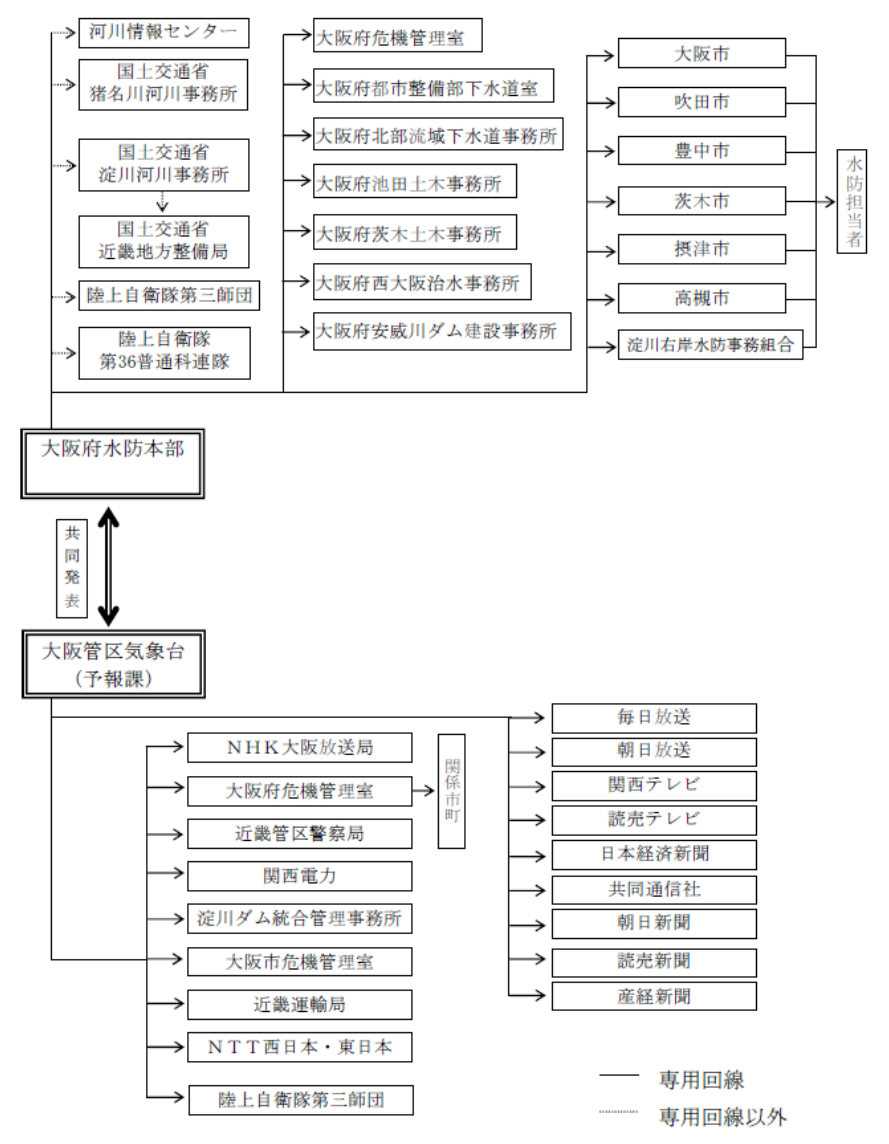 河川情報センター
国土交通省
猪名川河川事務所
国土交通省
淀川河川事務所
国土交通省
近畿地方整備局
陸上自衛隊第三師団
陸上自衛隊
第36普通科連隊
大阪府危機管理室
大阪府都市整備部下水道室
大阪府北部流域下水道事務所
大阪府池田土木事務所
大阪府茨木土木事務所
大阪府西大阪治水事務所
大阪府安威川ダム建設事務所
大阪市
吹田市
豊中市
茨木市
摂津市
高槻市
淀川右岸水防事務組合
水防担当者
大阪府水防本部
共同発表
大阪管区気象台
（予報課）
ＮＨＫ大阪放送局
大阪府危機管理室
近畿管区警察局
関西電力
淀川ダム統合管理事務所
大阪市危機管理室
近畿運輸局
ＮＴＴ西日本・東日本
陸上自衛隊第三師団
関係市町
毎日放送
朝日放送
関西テレビ
読売テレビ
日本経済新聞
共同通信社
朝日新聞
読売新聞
産経新聞
専用回線
専用回線以外